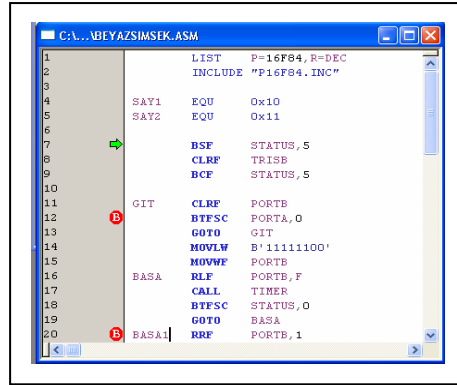 C:\...\BEYAZSIMSEK.ASM
1 LIST P=16F84,R=DEC
2 INCLUDE "P16F84.INC"
3
4 SAY1 EQU 0x10
5 SAY2 EQU 0x11
6
7 BSF STATUS,5
8 CLRF TRISB
9 BCF STATUS,5
10
11 GIT CLRF PORTB
12 B BTFSC PORTA,0
13 GOTO GIT
14 MOVLW B'11111100'
15 MOVWF PORTB
16 BASA RLF PORTB,F
17 CALL TIMER
18 BTFSC STATUS,0
19 GOTO BASA
20 B BASA1 RRF PORTB,1